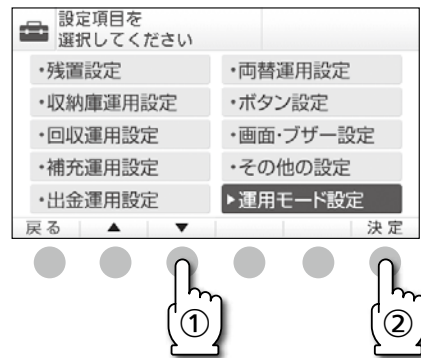 設定項目を
選択してください
・残置設定
・両替運用設定
・収納庫運用設定
・ボタン設定
・回収運用設定
・画面・ブザー設定
・補充運用設定
・その他の設定
・出金運用設定
▶運用モード設定
戻る ▲ ▼ 決定
① ②